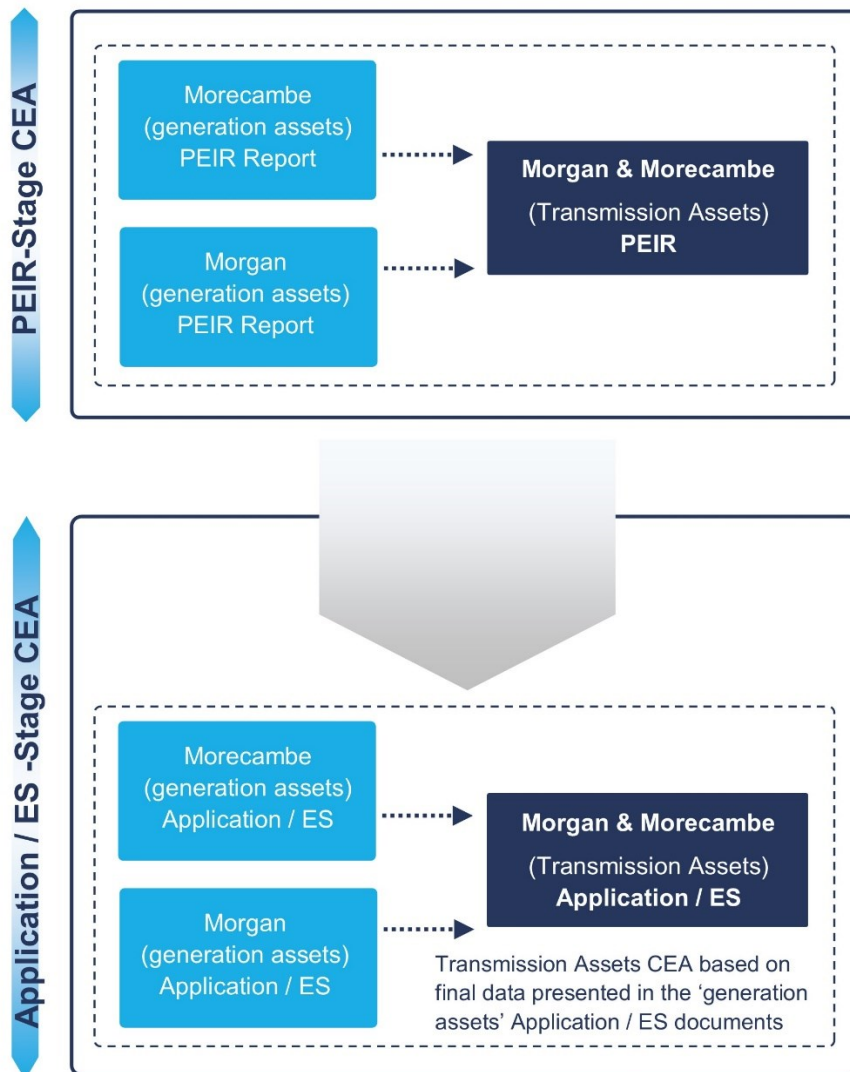 PEIR-Stage CEA
Morecambe
(generation assets)
PEIR Report
Morgan
(generation assets)
PEIR Report
Morgan & Morecambe
(Transmission Assets)
PEIR
Application / ES -Stage CEA
Morecambe
(generation assets)
Application / ES
Morgan
(generation assets)
Application / ES
Morgan & Morecambe
(Transmission Assets)
Application / ES
Transmission Assets CEA based on
final data presented in the ‘generation
assets’ Application / ES documents